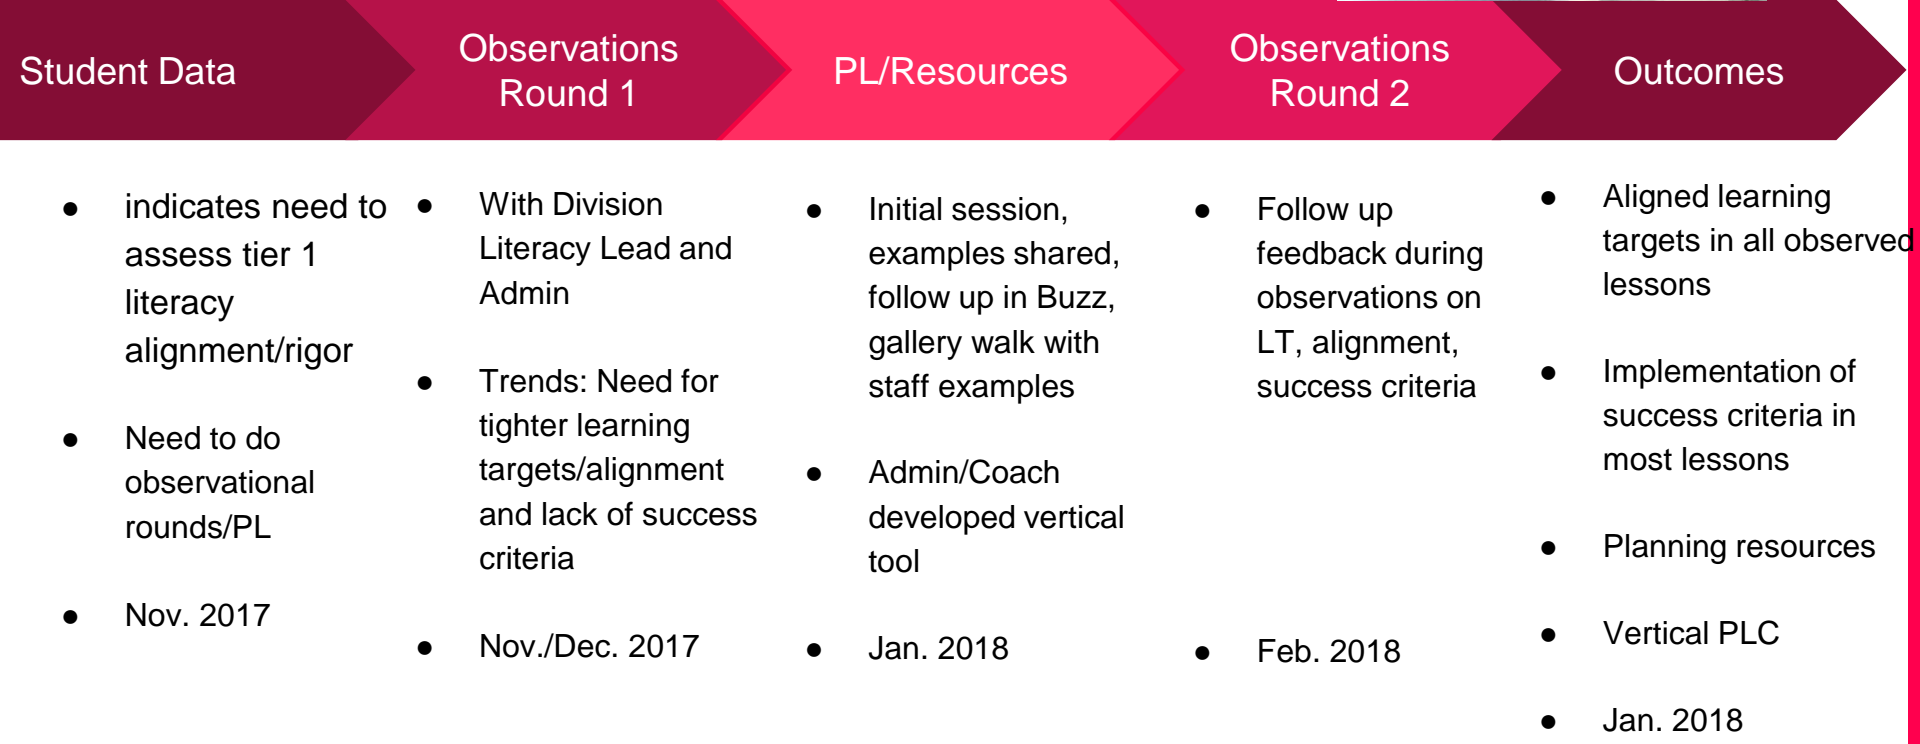 Student Data
Observations
Round 1
PL/Resources
Observations
Round 2
Outcomes
● indicates need to
assess tier 1
literacy
alignment/rigor
● Need to do
observational
rounds/PL
● Nov. 2017
● With Division
Literacy Lead and
Admin
● Trends: Need for
tighter learning
targets/alignment
and lack of success
criteria
● Nov./Dec. 2017
● Initial session,
examples shared,
follow up in Buzz,
gallery walk with
staff examples
● Admin/Coach
developed vertical
tool
● Jan. 2018
● Follow up
feedback during
observations on
LT, alignment,
success criteria
● Feb. 2018
● Aligned learning
targets in all observed
lessons
● Implementation of
success criteria in
most lessons
● Planning resources
● Vertical PLC
● Jan. 2018